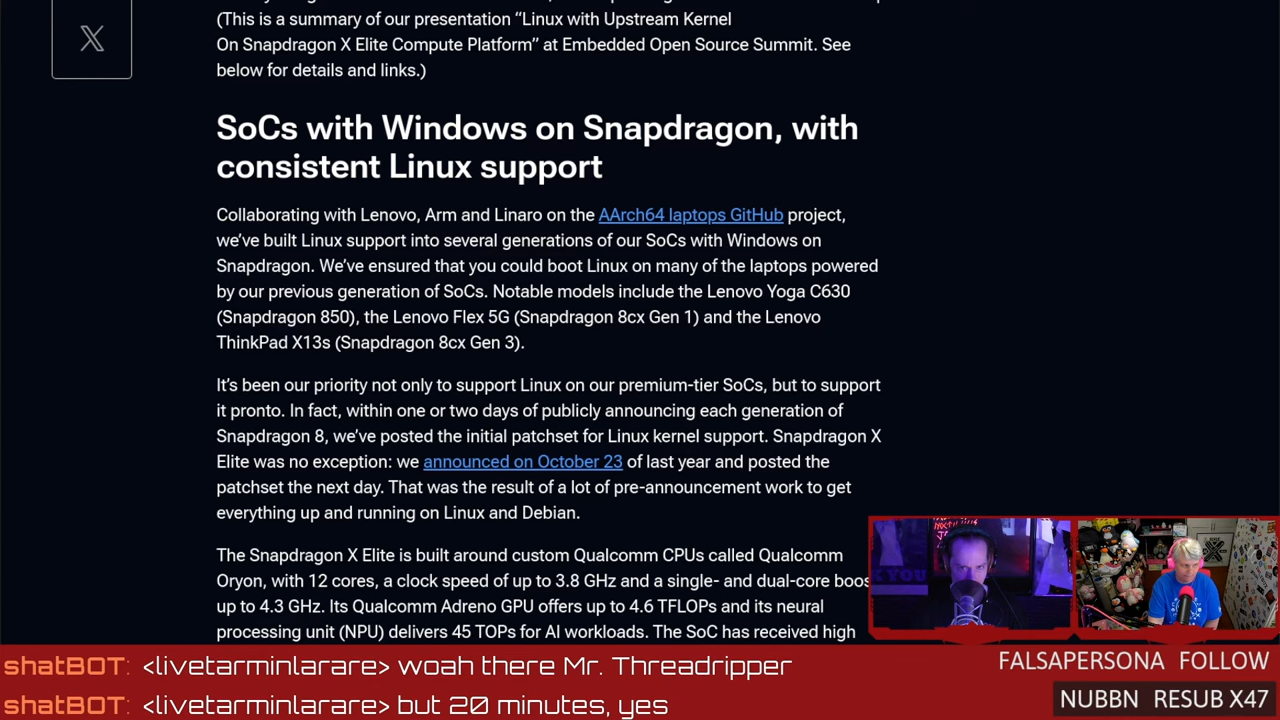 (This is a summary of our presentation “Linux with Upstream Kernel
On Snapdragon X Elite Compute Platform” at Embedded Open Source Summit. See
below for details and links.)
SoCs with Windows on Snapdragon, with
consistent Linux support
Collaborating with Lenovo, Arm and Linaro on the AArch64 laptops GitHub project,
we’ve built Linux support into several generations of our SoCs with Windows on
Snapdragon. We’ve ensured that you could boot Linux on many of the laptops powered
by our previous generation of SoCs. Notable models include the Lenovo Yoga C630
(Snapdragon 850), the Lenovo Flex 5G (Snapdragon 8cx Gen 1) and the Lenovo
ThinkPad X13s (Snapdragon 8cx Gen 3).
It’s been our priority not only to support Linux on our premium-tier SoCs, but to support
it pronto. In fact, within one or two days of publicly announcing each generation of
Snapdragon 8, we’ve posted the initial patchset for Linux kernel support. Snapdragon X
Elite was no exception: we announced on October 23 of last year and posted the
patchset the next day. That was the result of a lot of pre-announcement work to get
everything up and running on Linux and Debian.
The Snapdragon X Elite is built around custom Qualcomm CPUs called Qualcomm
Oryon, with 12 cores, a clock speed of up to 3.8 GHz and a single- and dual-core boos
up to 4.3 GHz. Its Qualcomm Adreno GPU offers up to 4.6 TFLOPs and its neural
processing unit (NPU) delivers 45 TOPs for AI workloads. The SoC has received high
shatBOT: <livetarminlarare> woah there Mr. Threadripper
shatBOT: <livetarminlarare> but 20 minutes, yes
FALSAPERSONA FOLLOW
NUBBN RESUB X47